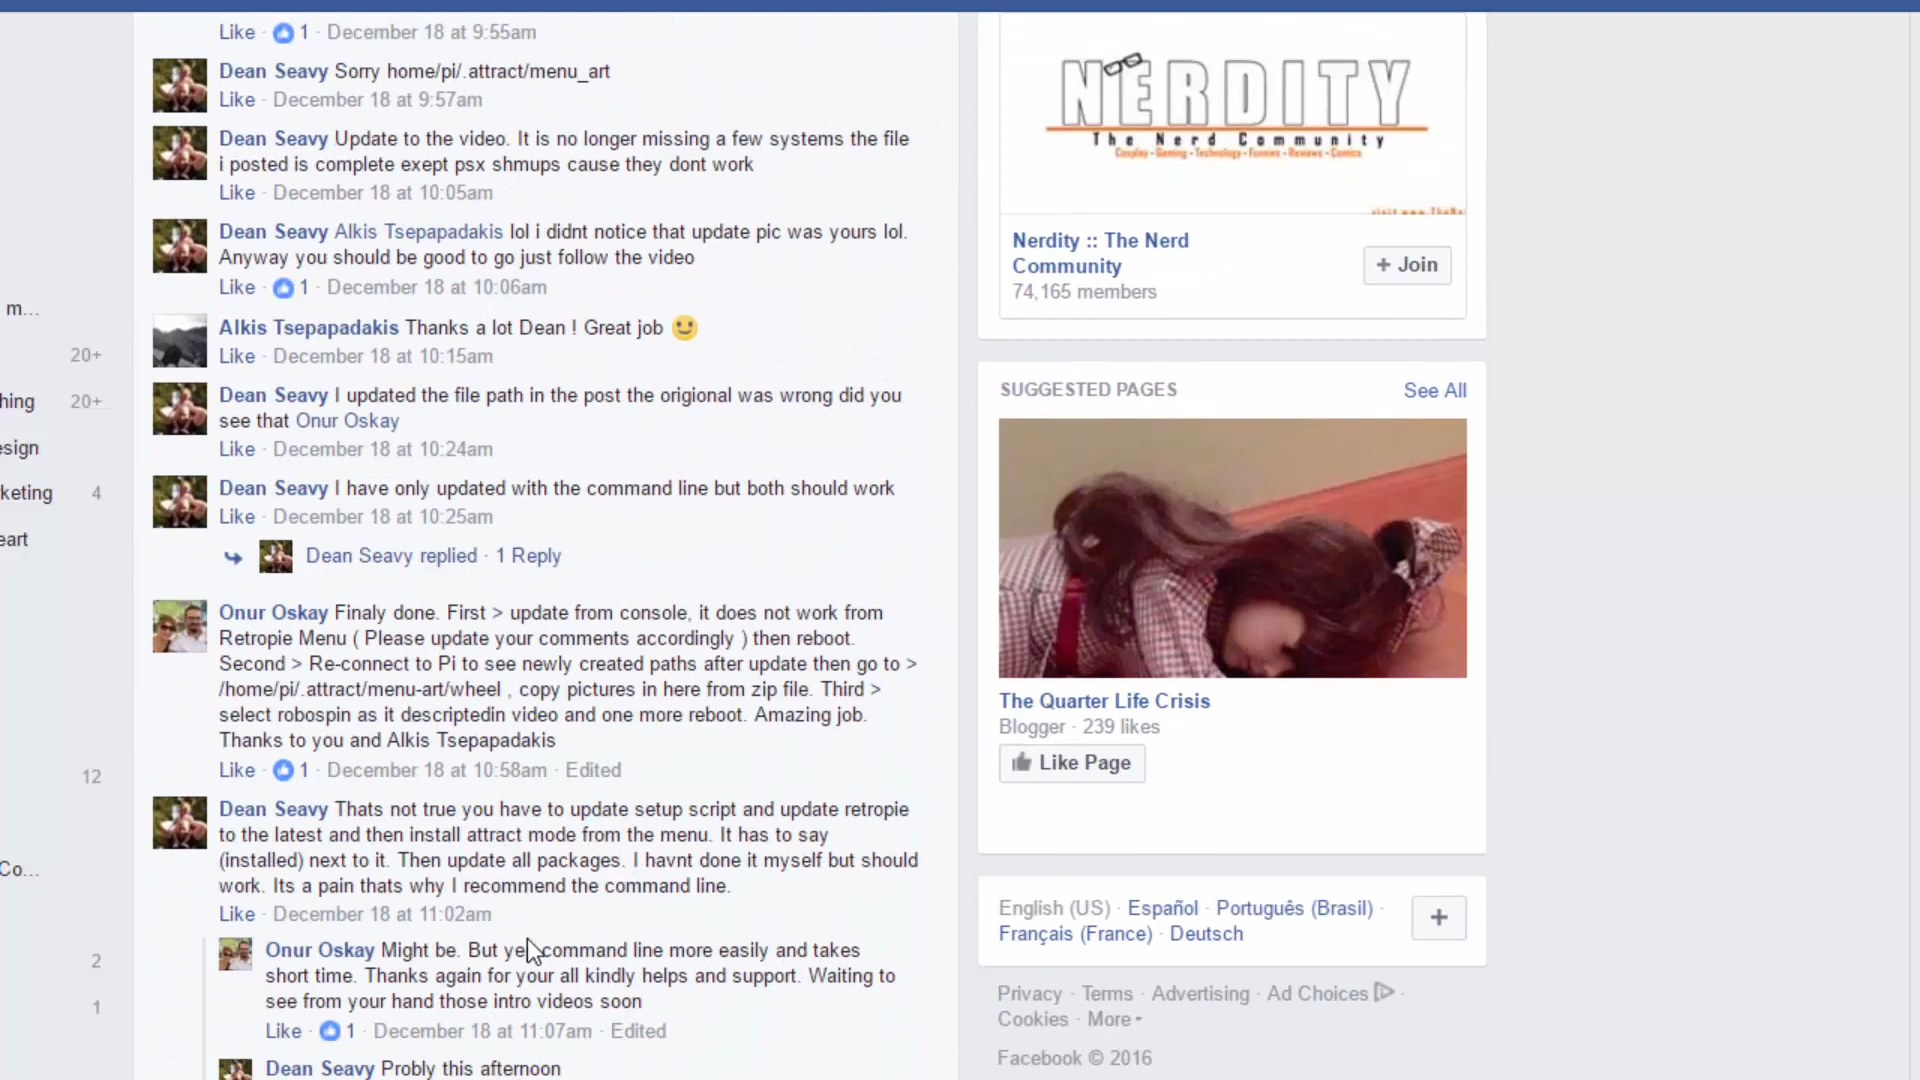 Like · 1 · December 18 at 9:55am
Dean Seavy Sorry home/pi/.attract/menu_art
Like · December 18 at 9:57am
Dean Seavy Update to the video. It is no longer missing a few systems the file
i posted is complete exept psx shmups cause they dont work
Like · December 18 at 10:05am
Dean Seavy Alkis Tsepapadakis lol i didnt notice that update pic was yours lol.
Anyway you should be good to go just follow the video
Like · 1 · December 18 at 10:06am
Alkis Tsepapadakis Thanks a lot Dean ! Great job
Like · December 18 at 10:15am
Dean Seavy I updated the file path in the post the origional was wrong did you
see that Onur Oskay
Like · December 18 at 10:24am
Dean Seavy I have only updated with the command line but both should work
Like · December 18 at 10:25am
Dean Seavy replied · 1 Reply
Onur Oskay Finaly done. First > update from console, it does not work from
Retropie Menu ( Please update your comments accordingly ) then reboot.
Second > Re-connect to Pi to see newly created paths after update then go to >
/home/pi/.attract/menu-art/wheel , copy pictures in here from zip file. Third >
select robospin as it descriptedin video and one more reboot. Amazing job.
Thanks to you and Alkis Tsepapadakis
Like · 1 · December 18 at 10:58am · Edited
Dean Seavy Thats not true you have to update setup script and update retropie
to the latest and then install attract mode from the menu. It has to say
(installed) next to it. Then update all packages. I havnt done it myself but should
work. Its a pain thats why I recommend the command line.
Like · December 18 at 11:02am
Onur Oskay Might be. But yes command line more easily and takes
short time. Thanks again for your all kindly helps and support. Waiting to
see from your hand those intro videos soon
Like · 1 · December 18 at 11:07am · Edited
Dean Seavy Probly this afternoon
m...
20+
hing 20+
esign
keting 4
eart
12
Co...
2
1
NERDITY
The Nerd Community
Cosplay - Gaming - Technology - Funnies - Reviews - Comics
Nerdity :: The Nerd
Community
74,165 members
+ Join
SUGGESTED PAGES
See All
The Quarter Life Crisis
Blogger · 239 likes
Like Page
English (US) · Español · Português (Brasil) ·
Français (France) · Deutsch
+
Privacy · Terms · Advertising · Ad Choices ·
Cookies · More
Facebook © 2016